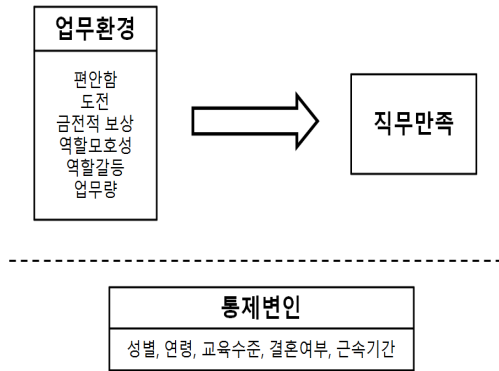 업무환경
편안함
도전
금전적 보상
역할모호성
역할갈등
업무량
직무만족
통제변인
성별, 연령, 교육수준, 결혼여부, 근속기간